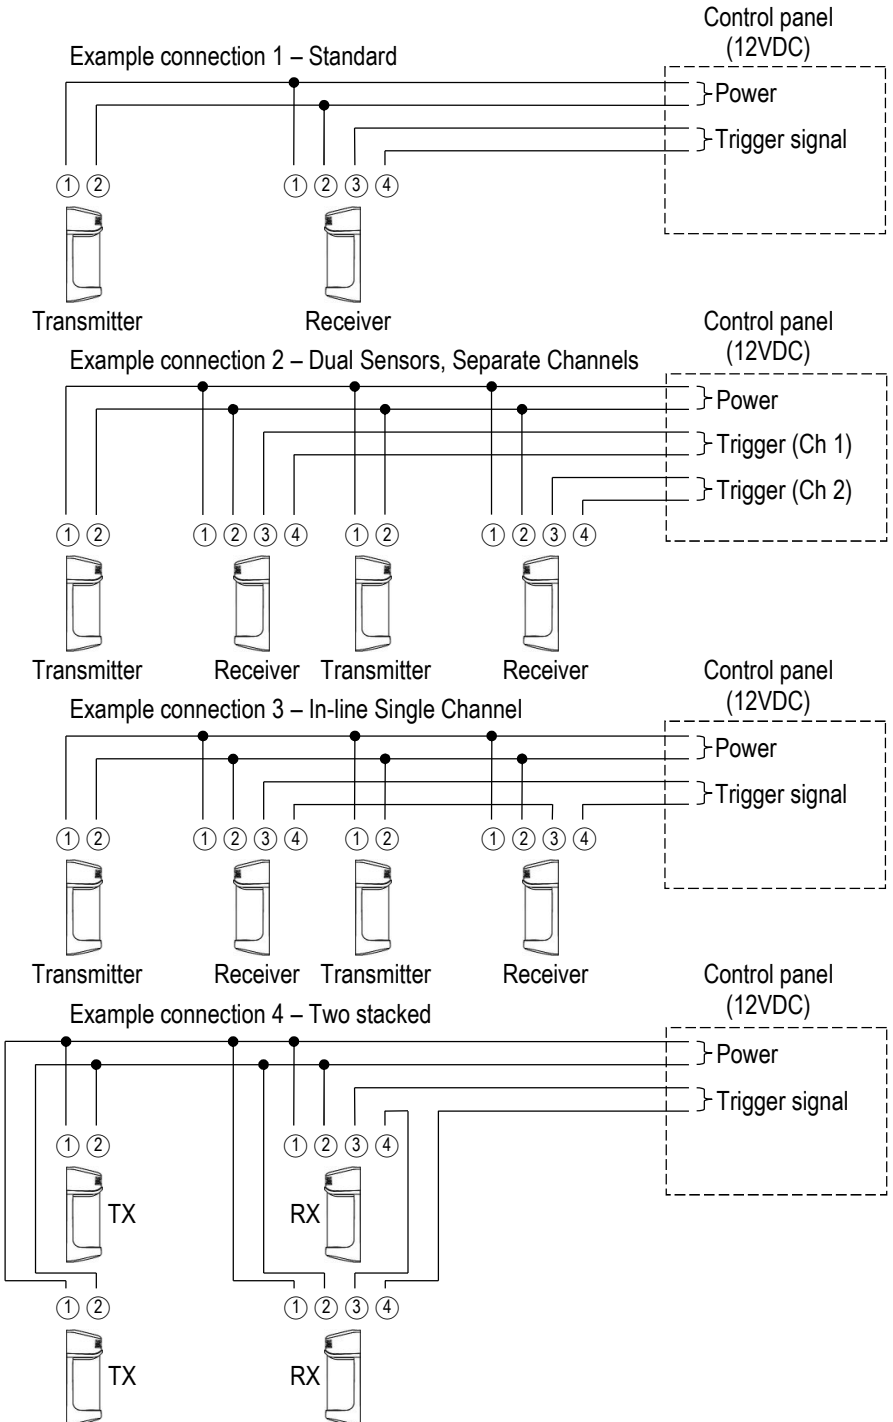 Control panel
(12VDC)
Example connection 1 – Standard
Power
Trigger signal
① ② ① ② ③ ④
Transmitter Receiver
Control panel
(12VDC)
Example connection 2 – Dual Sensors, Separate Channels
Power
Trigger (Ch 1)
Trigger (Ch 2)
① ② ① ② ③ ④ ① ② ① ② ③ ④
Transmitter Receiver Transmitter Receiver
Control panel
(12VDC)
Example connection 3 – In-line Single Channel
Power
Trigger signal
① ② ① ② ③ ④ ① ② ① ② ③ ④
Transmitter Receiver Transmitter Receiver
Control panel
(12VDC)
Example connection 4 – Two stacked
Power
Trigger signal
① ② ① ② ③ ④
TX RX
① ② ① ② ③ ④
TX RX